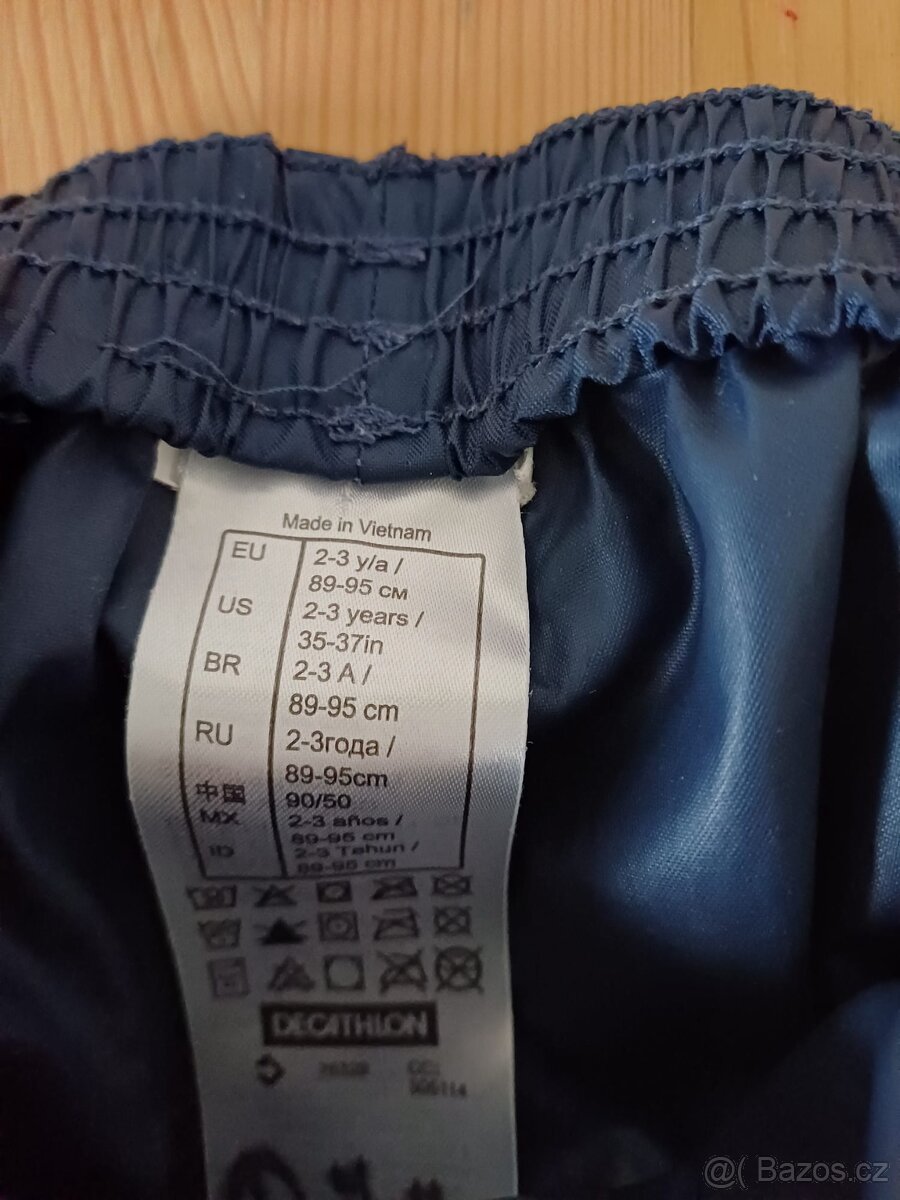 Made in Vietnam
EU 2-3 y/a /
89-95 см
US 2-3 years /
35-37in
BR 2-3 A /
89-95 cm
RU 2-3года /
89-95cm
中国 90/50
MX 2-3 años /
89-95 cm
ID 2-3 Tahun /
89-95 cm
DECATHLON
@( Bazos.cz